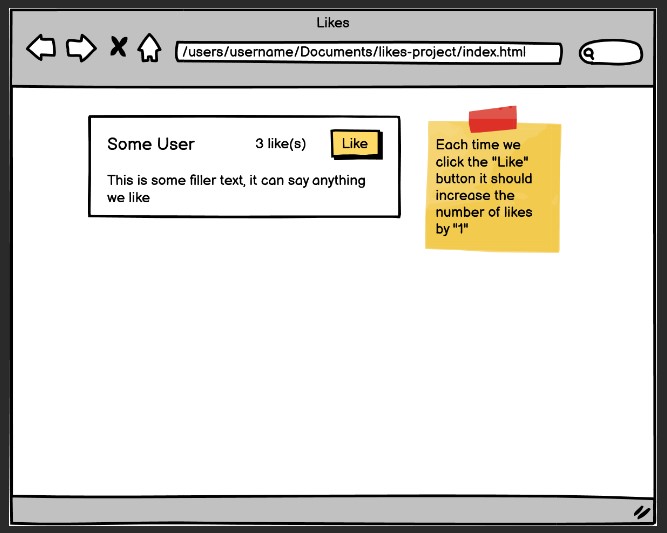 Likes
/users/username/Documents/likes-project/index.html
Some User
3 like(s)
Like
This is some filler text, it can say anything
we like
Each time we
click the "Like"
button it should
increase the
number of likes
by "1"